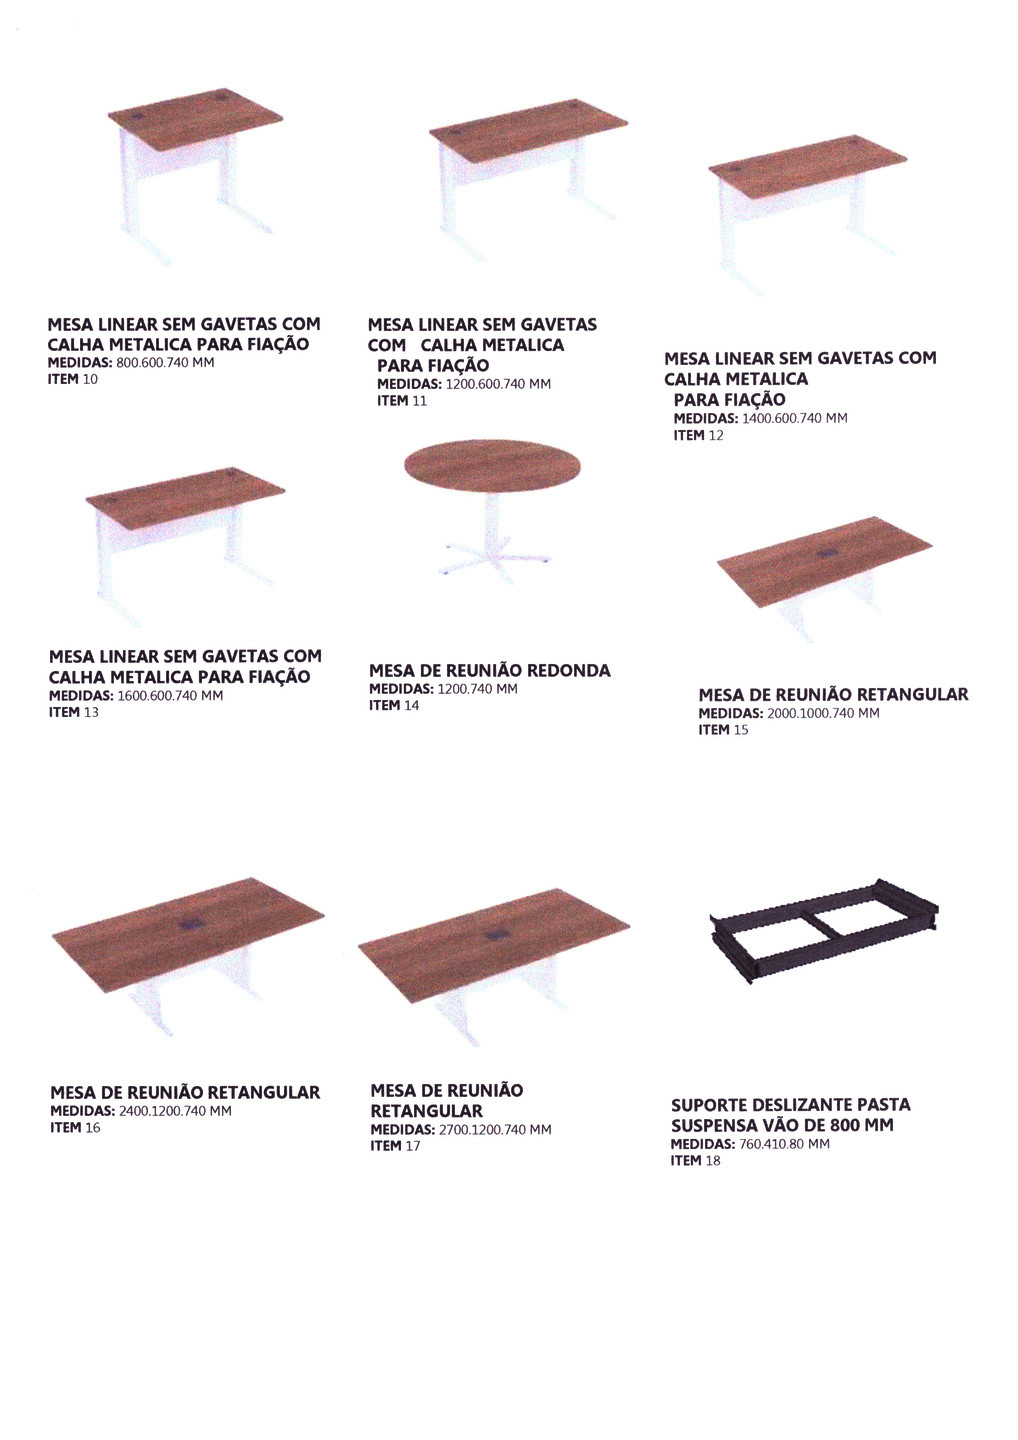 MESA LINEAR SEM GAVETAS COM
CALHA METALICA PARA FIAÇÃO
MEDIDAS: 800.600.740 MM
ITEM 10
MESA LINEAR SEM GAVETAS
COM CALHA METALICA
PARA FIAÇÃO
MEDIDAS: 1200.600.740 MM
ITEM 11
MESA LINEAR SEM GAVETAS COM
CALHA METALICA
PARA FIAÇÃO
MEDIDAS: 1400.600.740 MM
ITEM 12
MESA LINEAR SEM GAVETAS COM
CALHA METALICA PARA FIAÇÃO
MEDIDAS: 1600.600.740 MM
ITEM 13
MESA DE REUNIÃO REDONDA
MEDIDAS: 1200.740 MM
ITEM 14
MESA DE REUNIÃO RETANGULAR
MEDIDAS: 2000.1000.740 MM
ITEM 15
MESA DE REUNIÃO RETANGULAR
MEDIDAS: 2400.1200.740 MM
ITEM 16
MESA DE REUNIÃO
RETANGULAR
MEDIDAS: 2700.1200.740 MM
ITEM 17
SUPORTE DESLIZANTE PASTA
SUSPENSA VÃO DE 800 MM
MEDIDAS: 760.410.80 MM
ITEM 18